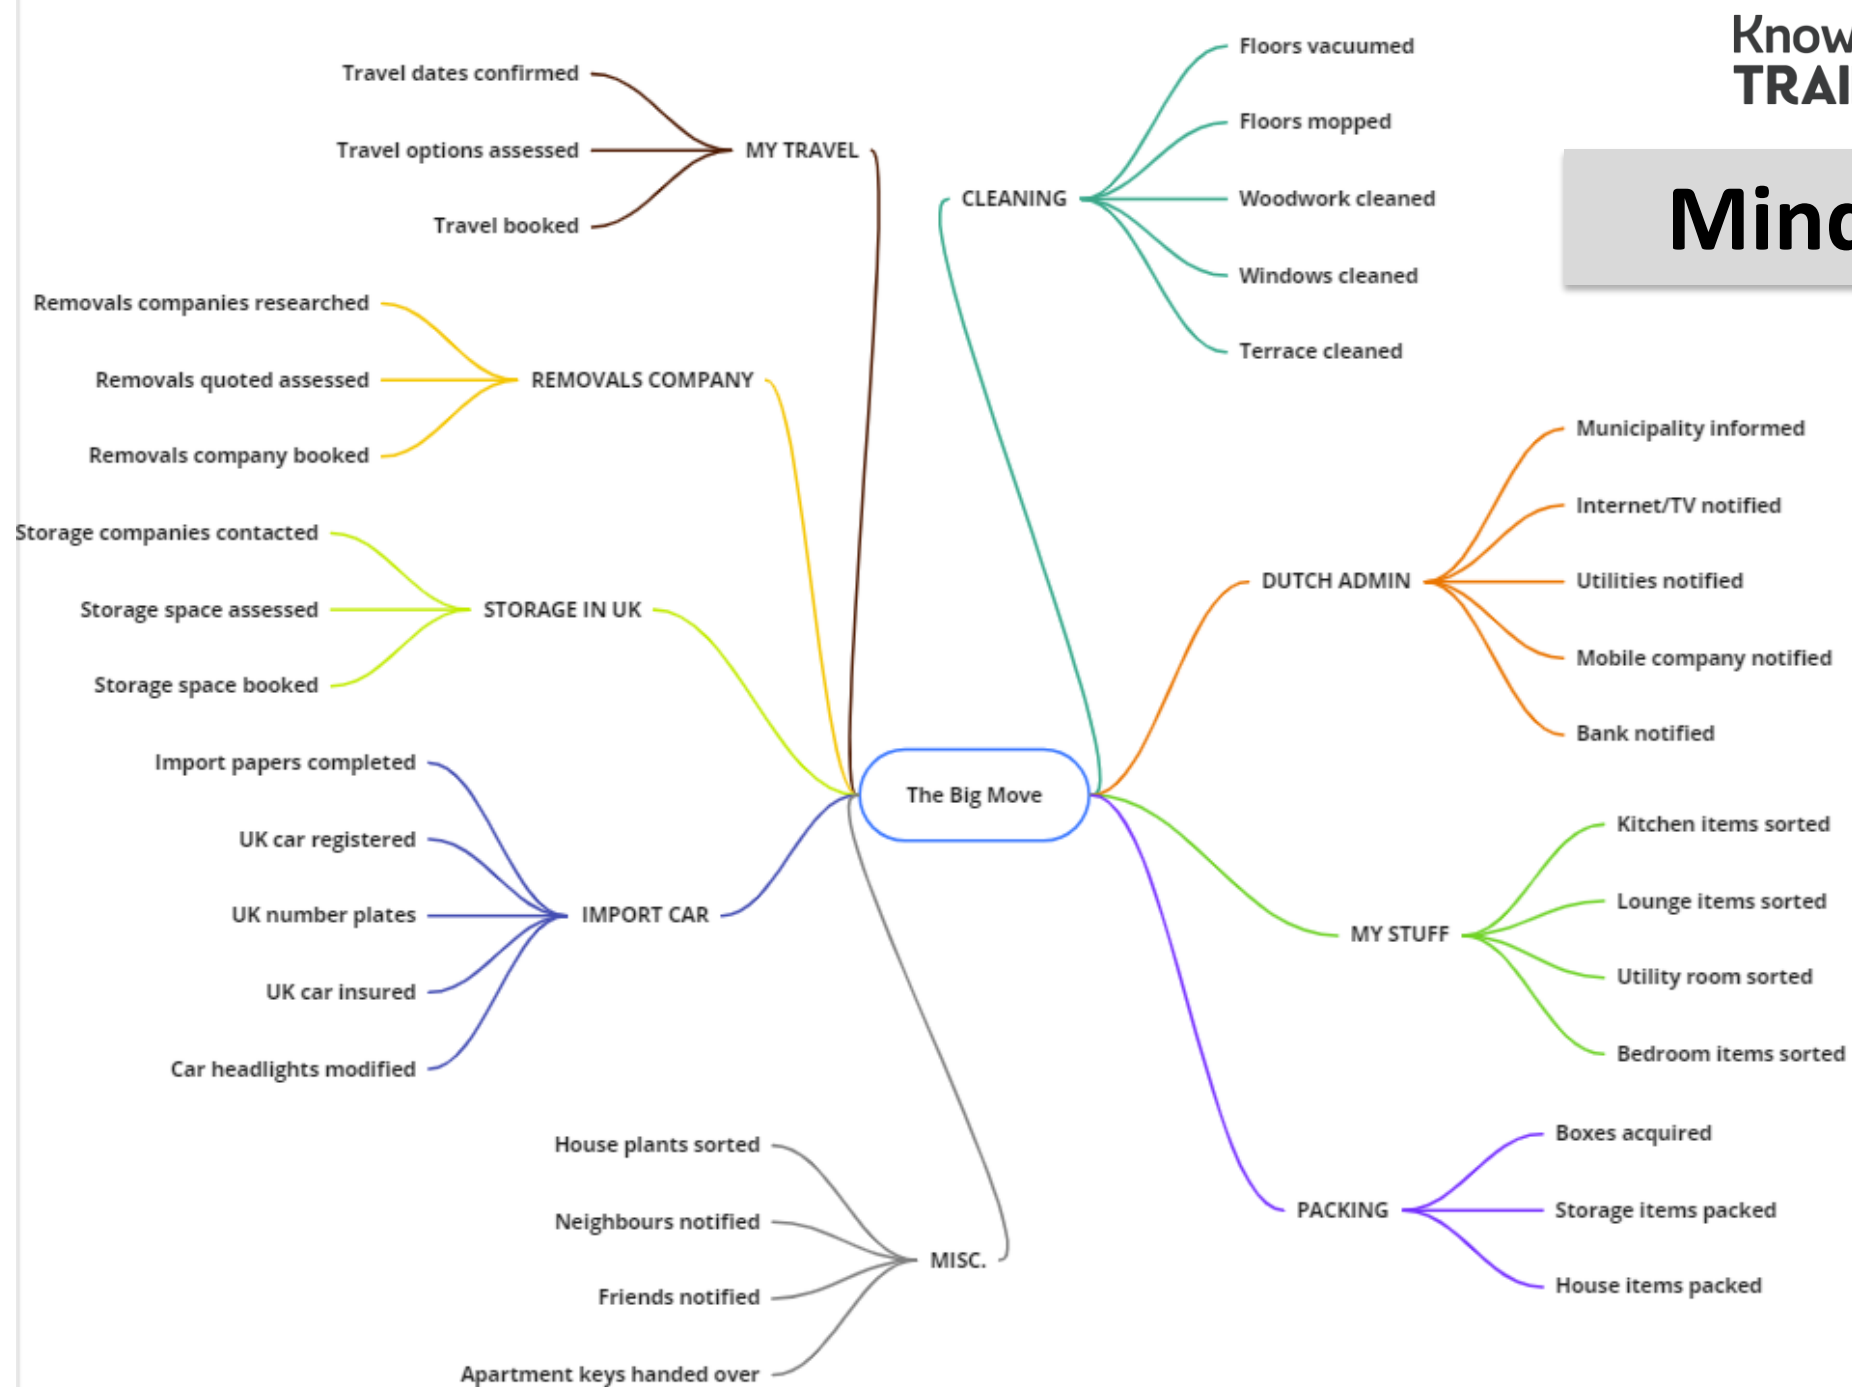 Know
TRAI
Mind
Travel dates confirmed
Travel options assessed
Travel booked
MY TRAVEL
Removals companies researched
Removals quoted assessed
Removals company booked
REMOVALS COMPANY
Storage companies contacted
Storage space assessed
Storage space booked
STORAGE IN UK
Import papers completed
UK car registered
UK number plates
UK car insured
Car headlights modified
IMPORT CAR
House plants sorted
Neighbours notified
Friends notified
Apartment keys handed over
MISC.
The Big Move
CLEANING
Floors vacuumed
Floors mopped
Woodwork cleaned
Windows cleaned
Terrace cleaned
DUTCH ADMIN
Municipality informed
Internet/TV notified
Utilities notified
Mobile company notified
Bank notified
MY STUFF
Kitchen items sorted
Lounge items sorted
Utility room sorted
Bedroom items sorted
PACKING
Boxes acquired
Storage items packed
House items packed